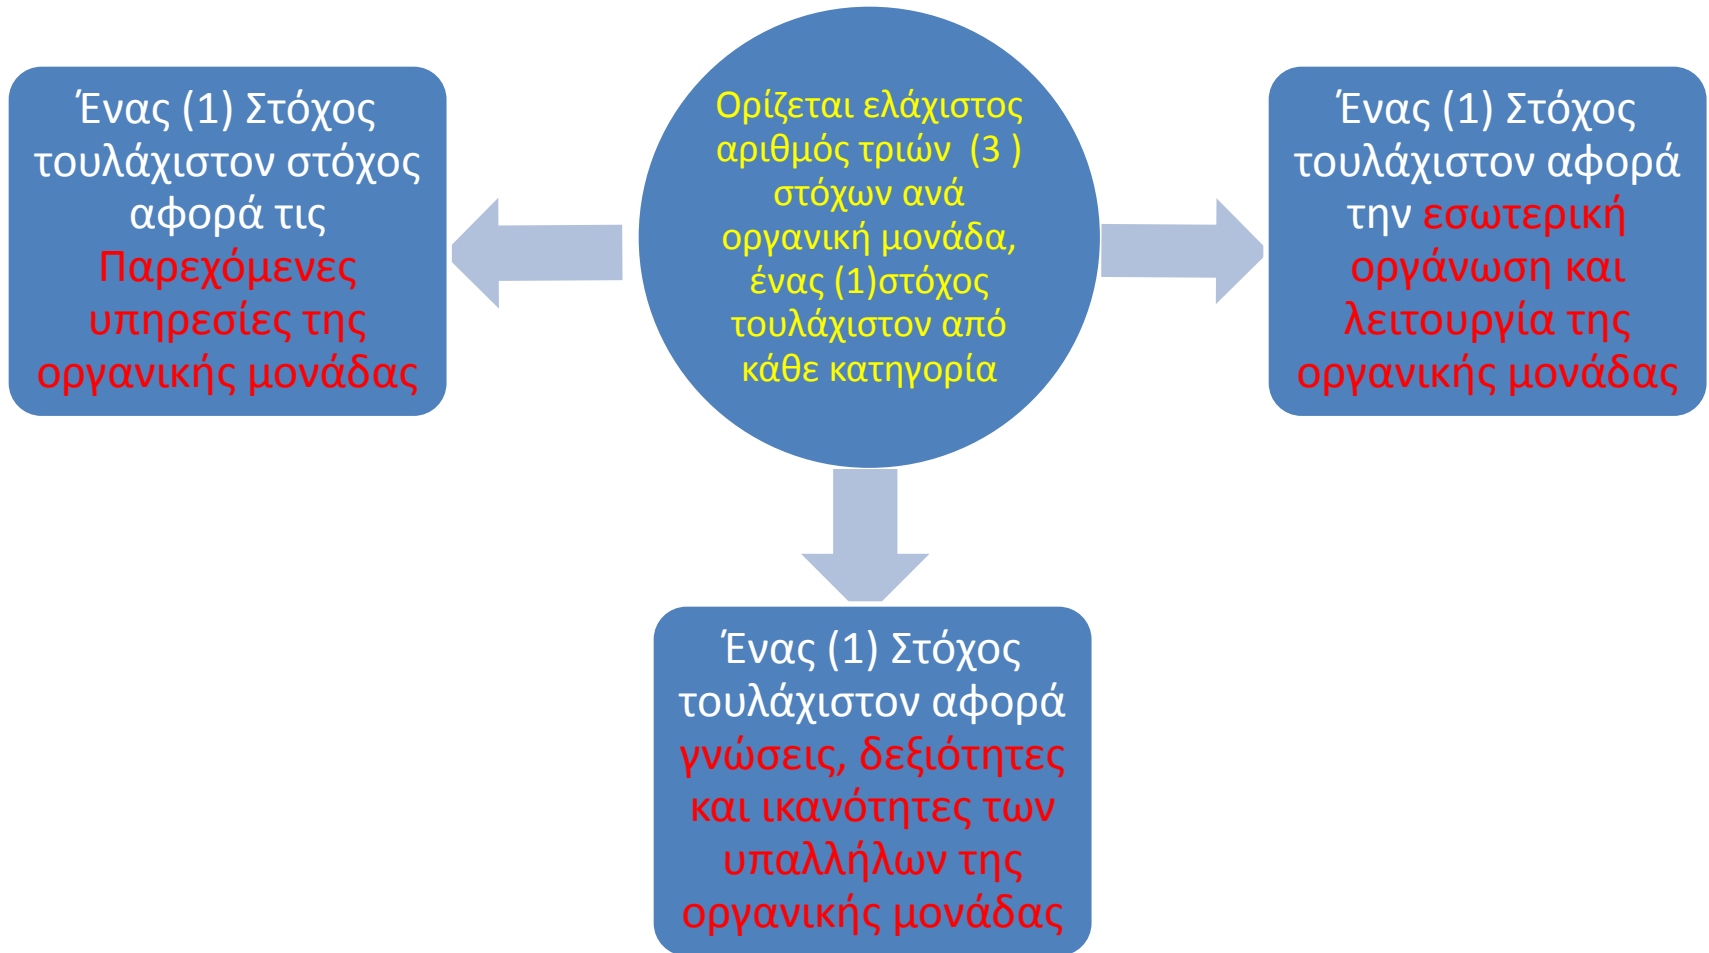 Ένας (1) Στόχος
τουλάχιστον στόχος
αφορά τις
Παρεχόμενες
υπηρεσίες της
οργανικής μονάδας
Ορίζεται ελάχιστος
αριθμός τριών  (3 )
στόχων ανά
οργανική μονάδα,
ένας (1)στόχος
τουλάχιστον από
κάθε κατηγορία
Ένας (1) Στόχος
τουλάχιστον αφορά
την εσωτερική
οργάνωση και
λειτουργία της
οργανικής μονάδας
Ένας (1) Στόχος
τουλάχιστον αφορά
γνώσεις, δεξιότητες
και ικανότητες των
υπαλλήλων της
οργανικής μονάδας